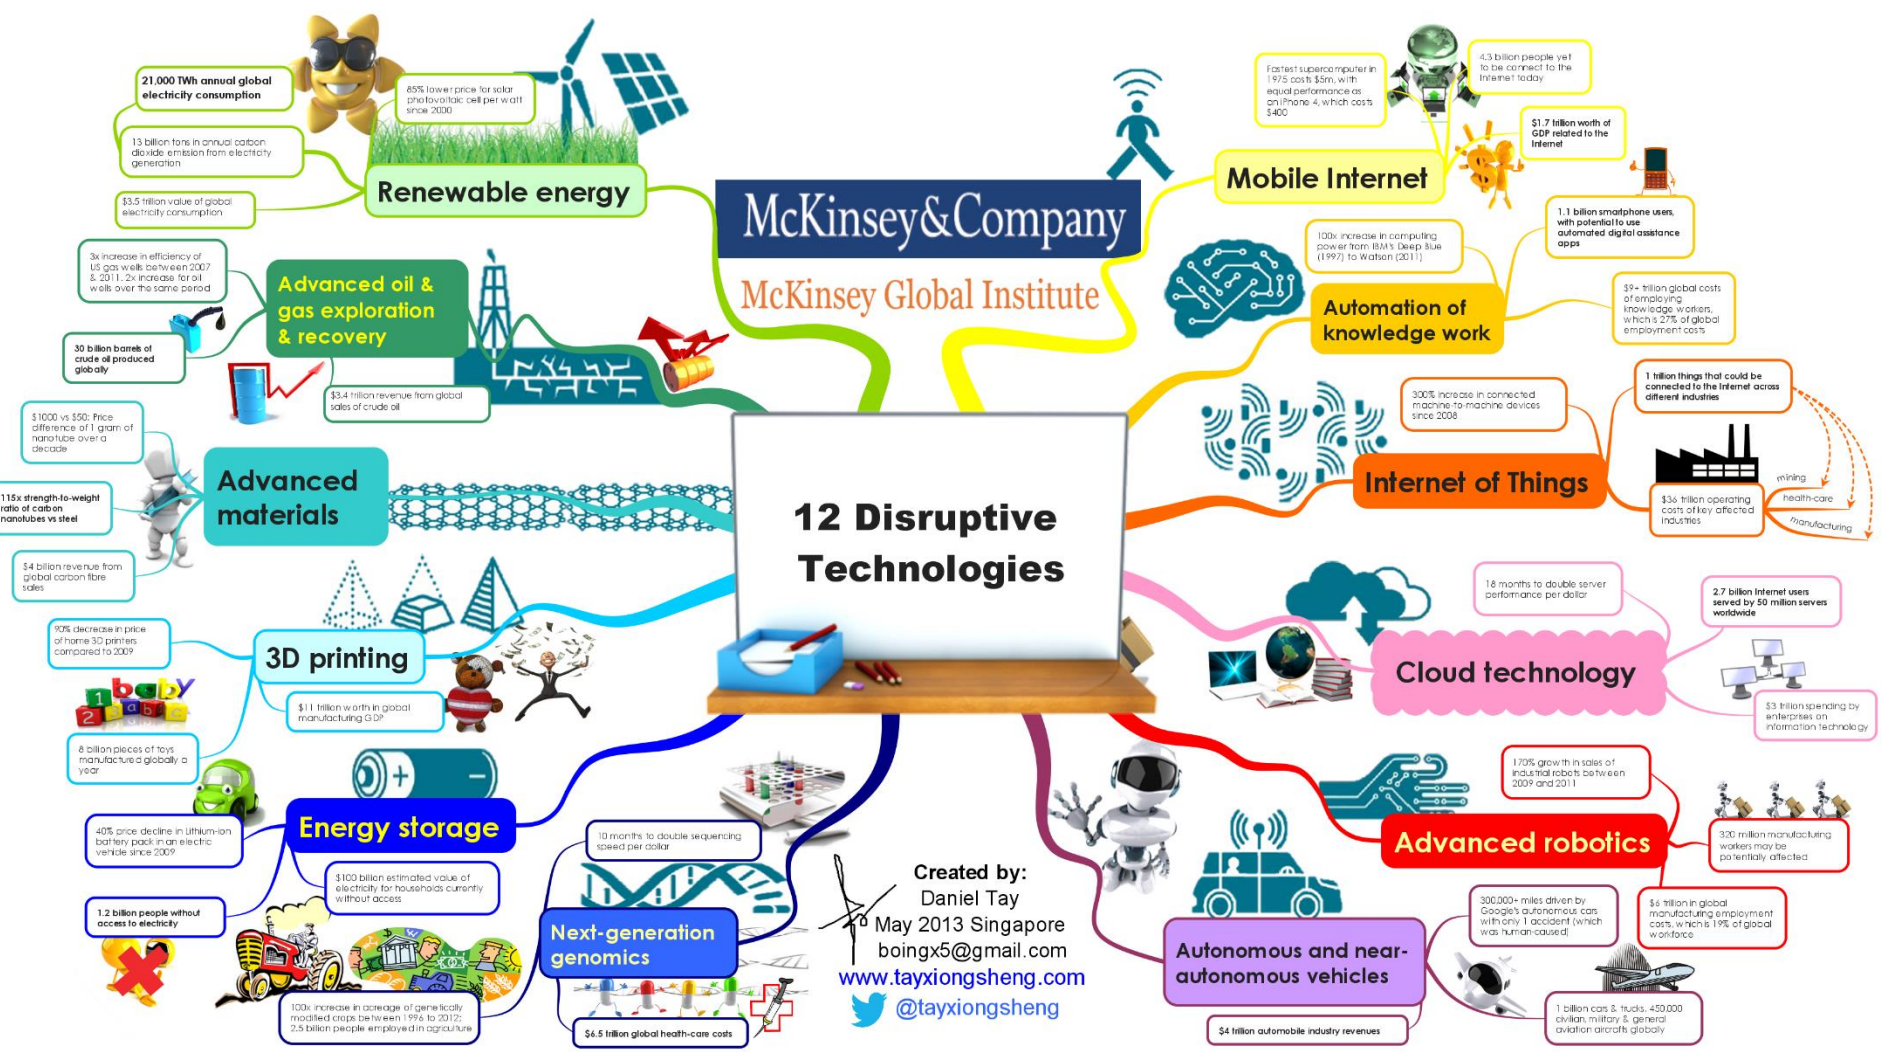 McKinsey&Company
McKinsey Global Institute
12 Disruptive
Technologies
Mobile Internet
Fastest supercomputer in
1975 costs $5m, with
equal performance as
an iPhone 4, which costs
$400
4.3 billion people yet
to be connect to the
Internet today
$1.7 trillion worth of
GDP related to the
Internet
Automation of
knowledge work
100x increase in computing
power from IBM's Deep Blue
(1997) to Watson (2011)
1.1 billion smartphone users,
with potential to use
automated digital assistance
apps
$9+ trillion global costs
of employing
knowledge workers,
which is 27% of global
employment costs
Internet of Things
300% increase in connected
machine-to-machine devices
since 2008
1 trillion things that could be
connected to the Internet across
different industries
$36 trillion operating
costs of key affected
industries
mining
health-care
manufacturing
Cloud technology
18 months to double server
performance per dollar
2.7 billion Internet users
served by 50 million servers
worldwide
$3 trillion spending by
enterprises on
information technology
Advanced robotics
170% growth in sales of
industrial robots between
2009 and 2011
320 million manufacturing
workers may be
potentially affected
$6 trillion in global
manufacturing employment
costs, which is 19% of global
workforce
Autonomous and near-
autonomous vehicles
300,000+ miles driven by
Google's autonomous cars
with only 1 accident (which
was human-caused)
1 billion cars & trucks. 450,000
civilian, military & general
aviation aircrafts globally
$4 trillion automobile industry revenues
Next-generation
genomics
10 months to double sequencing
speed per dollar
100x increase in acreage of genetically
modified crops between 1996 to 2012;
2.5 billion people employed in agriculture
$6.5 trillion global health-care costs
Energy storage
40% price decline in Lithium-ion
battery pack in an electric
vehicle since 2009
$100 billion estimated value of
electricity for households currently
without access
1.2 billion people without
access to electricity
3D printing
90% decrease in price
of home 3D printers
compared to 2009
$11 trillion worth in global
manufacturing GDP
8 billion pieces of toys
manufactured globally a
year
baby
1
2 a b c
Advanced
materials
$1000 vs $50: Price
difference of 1 gram of
nanotube over a
decade
115x strength-to-weight
ratio of carbon
nanotubes vs steel
$4 billion revenue from
global carbon fibre
sales
Advanced oil &
gas exploration
& recovery
3x increase in efficiency of
US gas wells between 2007
& 2011. 2x increase for oil
wells over the same period
30 billion barrels of
crude oil produced
globally
$3.4 trillion revenue from global
sales of crude oil
Renewable energy
21,000 TWh annual global
electricity consumption
85% lower price for solar
photovoltaic cell per watt
since 2000
13 billion tons in annual carbon
dioxide emission from electricity
generation
$3.5 trillion value of global
electricity consumption
Created by:
Daniel Tay
May 2013 Singapore
boingx5@gmail.com
www.tayxiongsheng.com
@tayxiongsheng